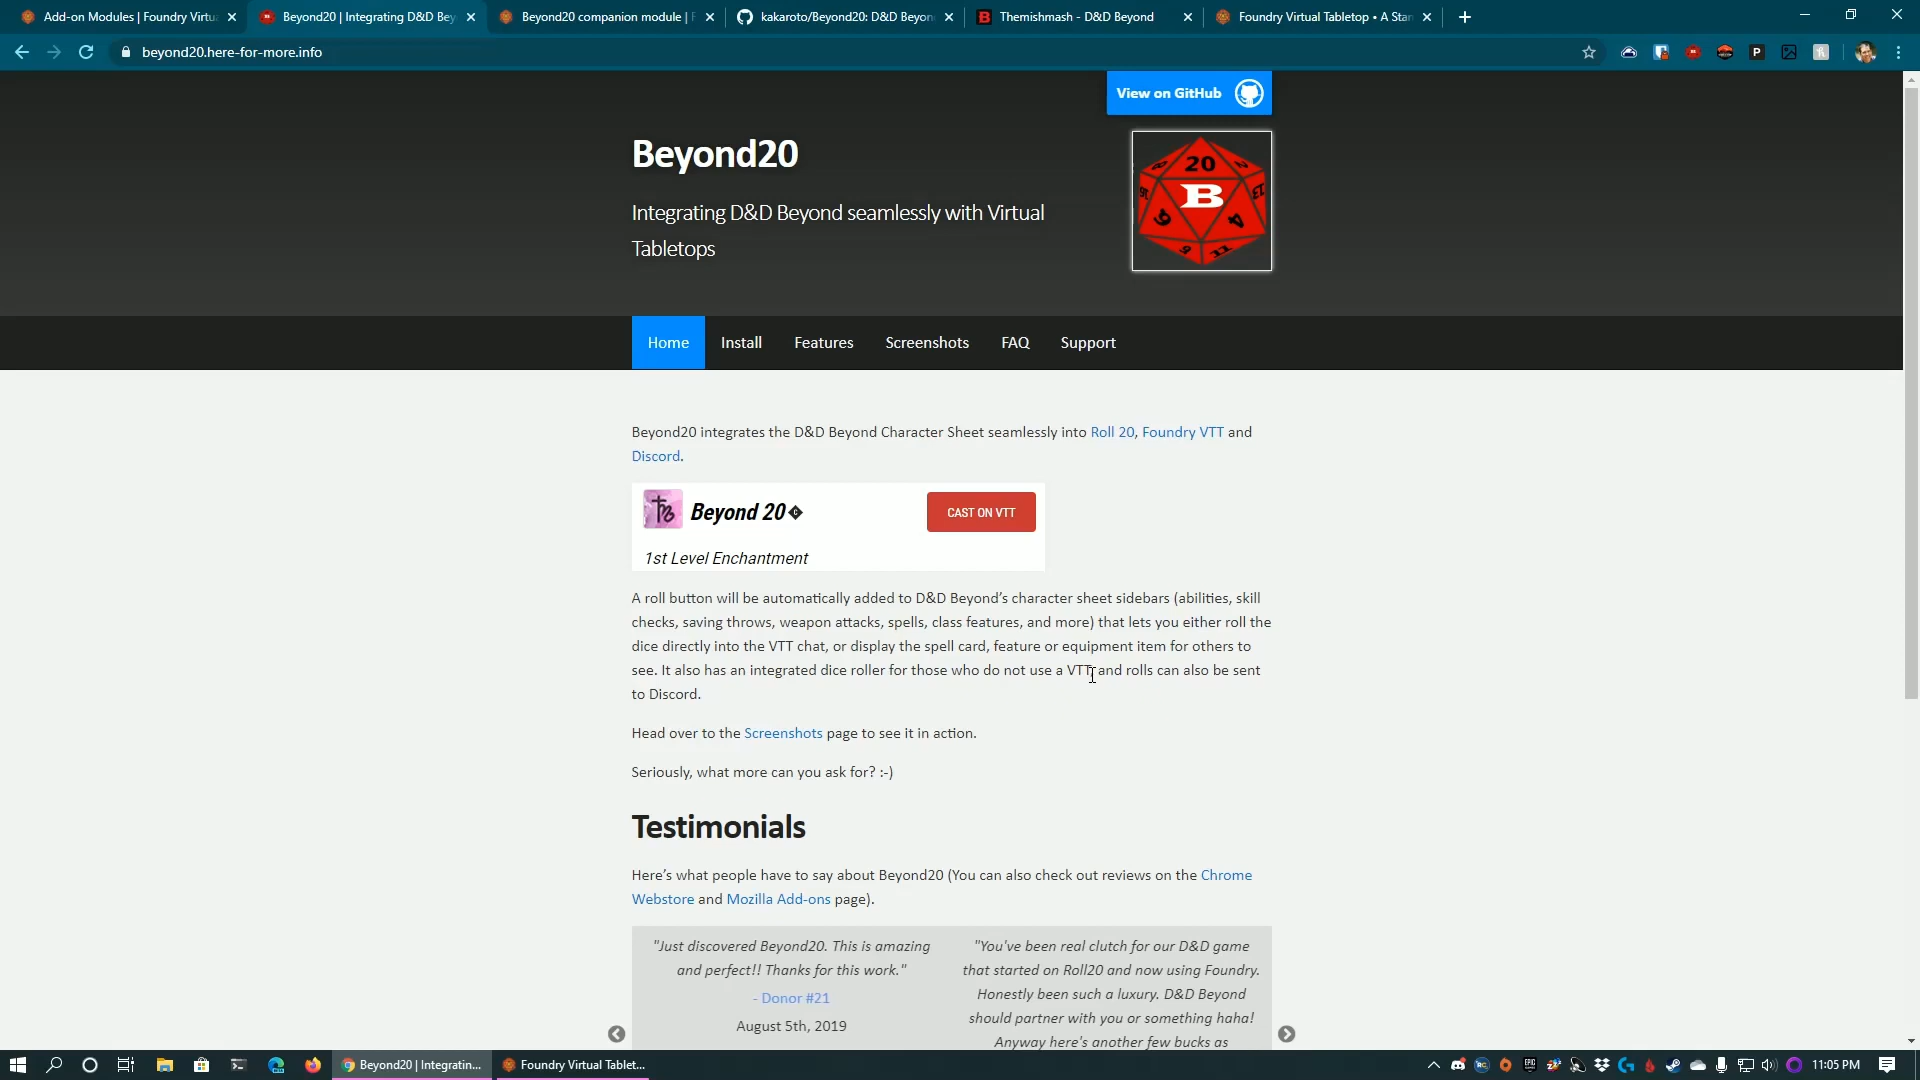 Add-on Modules | Foundry Virtu
Beyond20 | Integrating D&D Bey
Beyond20 companion module | F
kakaroto/Beyond20: D&D Beyon
Themishmash - D&D Beyond
Foundry Virtual Tabletop • A Stan
beyond20.here-for-more.info
View on GitHub
Beyond20
20
B
Integrating D&D Beyond seamlessly with Virtual
Tabletops
Home
Install
Features
Screenshots
FAQ
Support
Beyond20 integrates the D&D Beyond Character Sheet seamlessly into Roll 20, Foundry VTT and
Discord.
Beyond 20
CAST ON VTT
1st Level Enchantment
A roll button will be automatically added to D&D Beyond’s character sheet sidebars (abilities, skill
checks, saving throws, weapon attacks, spells, class features, and more) that lets you either roll the
dice directly into the VTT chat, or display the spell card, feature or equipment item for others to
see. It also has an integrated dice roller for those who do not use a VTT and rolls can also be sent
to Discord.
Head over to the Screenshots page to see it in action.
Seriously, what more can you ask for? :-)
Testimonials
Here’s what people have to say about Beyond20 (You can also check out reviews on the Chrome
Webstore and Mozilla Add-ons page).
"Just discovered Beyond20. This is amazing
and perfect!! Thanks for this work."
- Donor #21
August 5th, 2019
"You've been real clutch for our D&D game
that started on Roll20 and now using Foundry.
Honestly been such a luxury. D&D Beyond
should partner with you or something haha!
Anyway here's another few bucks as
Beyond20 | Integratin...
Foundry Virtual Tablet...
11:05 PM